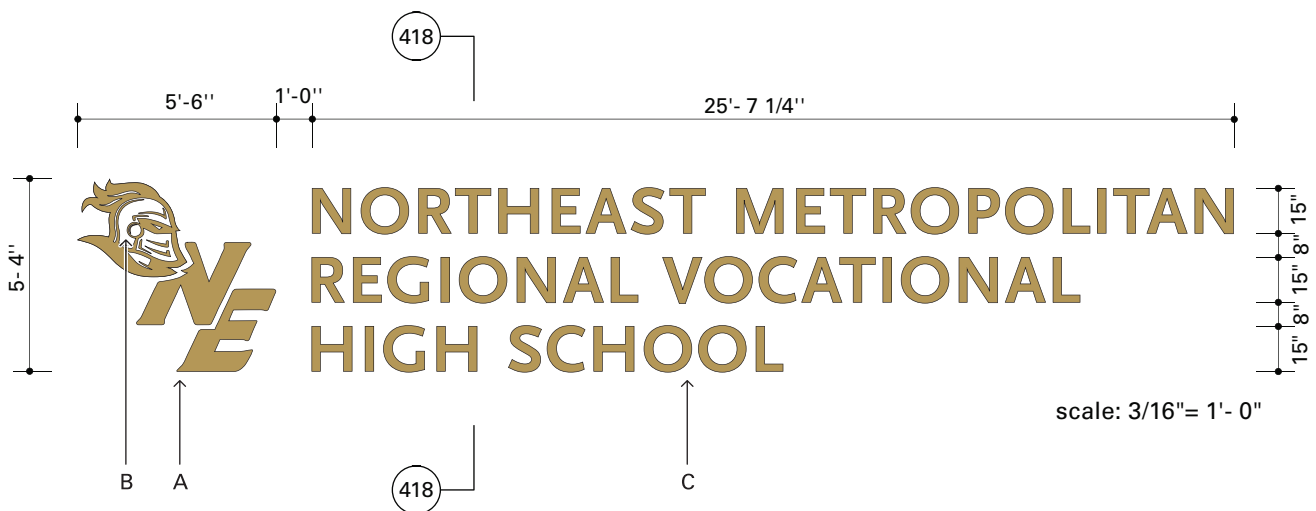 418
5'-6''
1'-0''
25'- 7 1/4''
5- 4''
NE
NORTHEAST METROPOLITAN
REGIONAL VOCATIONAL
HIGH SCHOOL
15"
8"
15"
8"
15"
scale: 3/16"= 1'- 0"
B
A
C
418